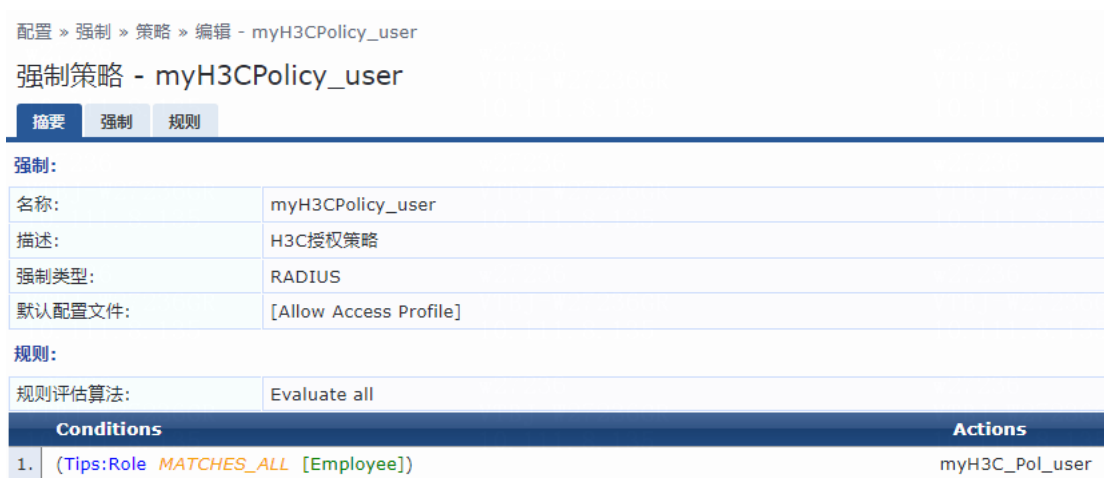 配置 » 强制 » 策略 » 编辑 - myH3CPolicy_user
强制策略 - myH3CPolicy_user
摘要 强制 规则
强制:
名称: myH3CPolicy_user
描述: H3C授权策略
强制类型: RADIUS
默认配置文件: [Allow Access Profile]
规则:
规则评估算法: Evaluate all
Conditions Actions
1. (Tips:Role MATCHES_ALL [Employee]) myH3C_Pol_user